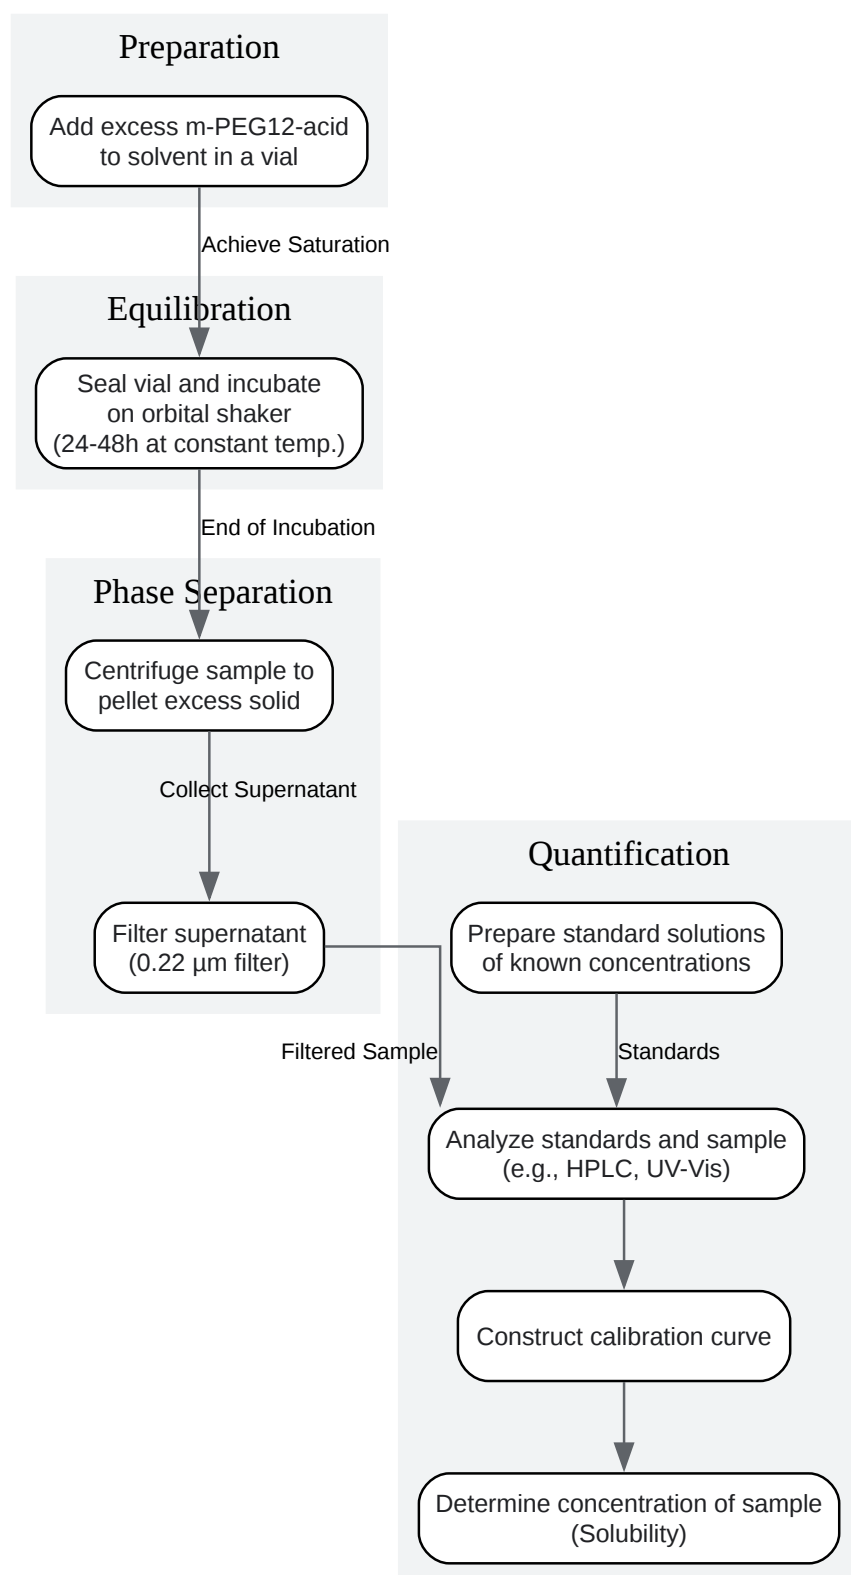 Preparation
Add excess m-PEG12-acid
to solvent in a vial
Achieve Saturation
Equilibration
Seal vial and incubate
on orbital shaker
(24-48h at constant temp.)
End of Incubation
Phase Separation
Centrifuge sample to
pellet excess solid
Collect Supernatant
Filter supernatant
(0.22 µm filter)
Quantification
Prepare standard solutions
of known concentrations
Filtered Sample
Standards
Analyze standards and sample
(e.g., HPLC, UV-Vis)
Construct calibration curve
Determine concentration of sample
(Solubility)